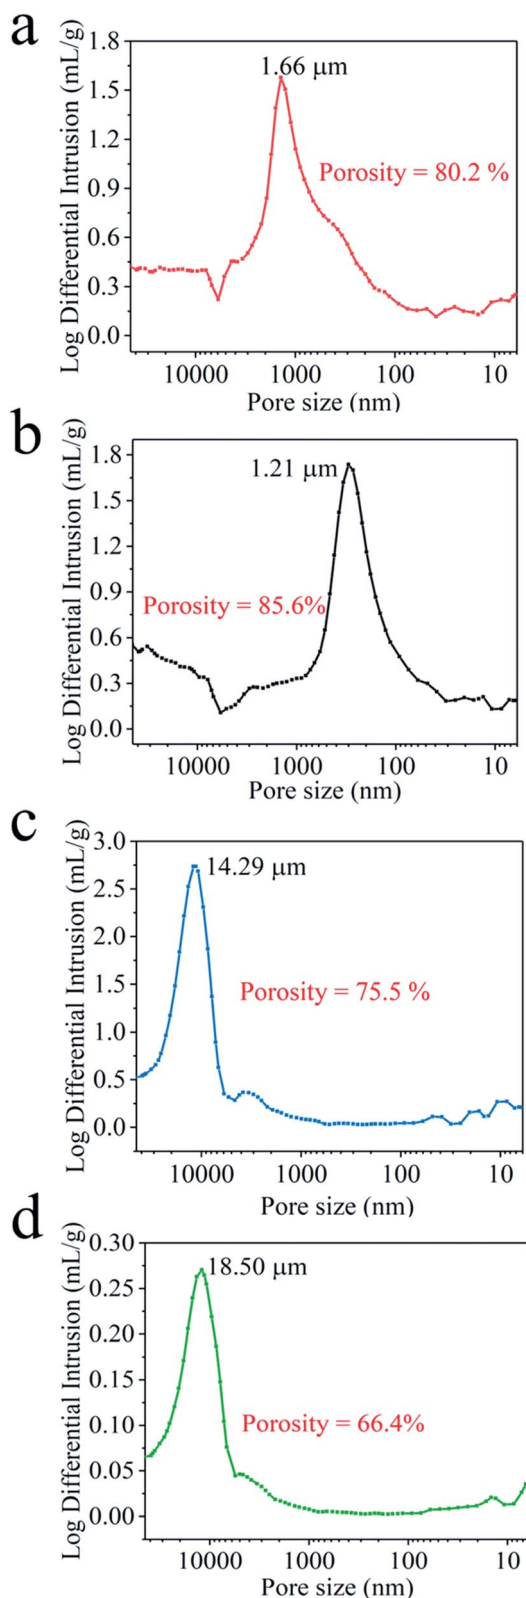 a
Log Differential Intrusion (mL/g)
1.8
1.5
1.2
0.9
0.6
0.3
0.0
1.66 μm
Porosity = 80.2 %
10000 1000 100 10
Pore size (nm)
b
Log Differential Intrusion (mL/g)
1.8
1.5
1.2
0.9
0.6
0.3
0.0
1.21 μm
Porosity = 85.6%
10000 1000 100 10
Pore size (nm)
c
Log Differential Intrusion (mL/g)
3.0
2.5
2.0
1.5
1.0
0.5
0.0
14.29 μm
Porosity = 75.5 %
10000 1000 100 10
Pore size (nm)
d
Log Differential Intrusion (mL/g)
0.30
0.25
0.20
0.15
0.10
0.05
0.00
18.50 μm
Porosity = 66.4%
10000 1000 100 10
Pore size (nm)